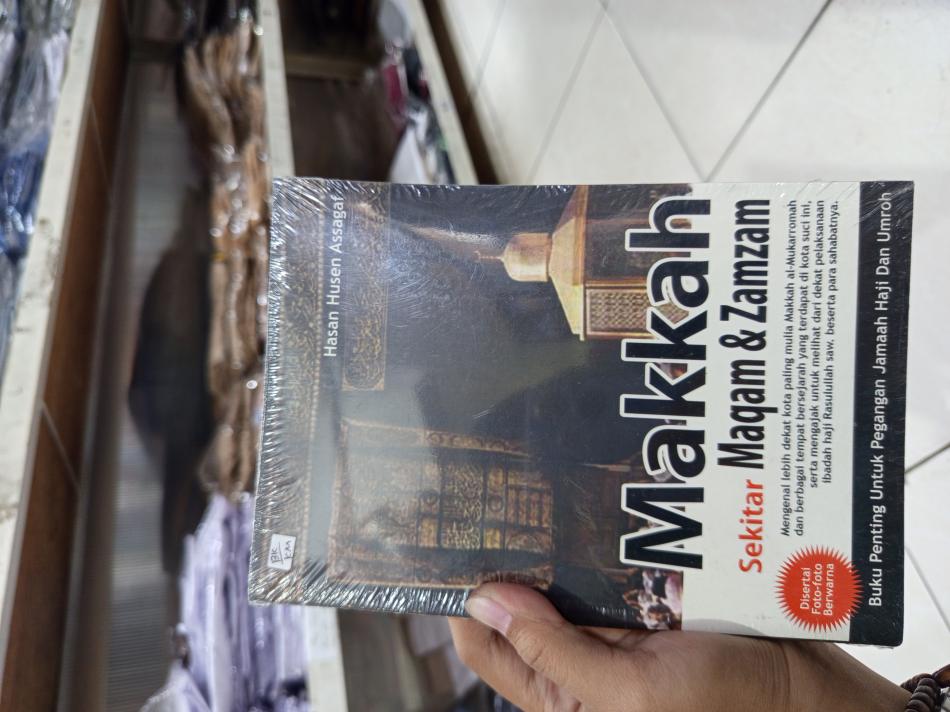 BK
KM
Hasan Husen Assagaf
Makkah
Sekitar Maqam & Zamzam
Mengenal lebih dekat kota paling mulia Makkah al-Mukarromah
dan berbagai tempat bersejarah yang terdapat di kota suci ini,
serta mengajak untuk melihat dari dekat pelaksanaan
ibadah haji Rasulullah saw. beserta para sahabatnya.
Disertai
Foto-foto
Berwarna
Buku Penting Untuk Pegangan Jamaah Haji Dan Umroh